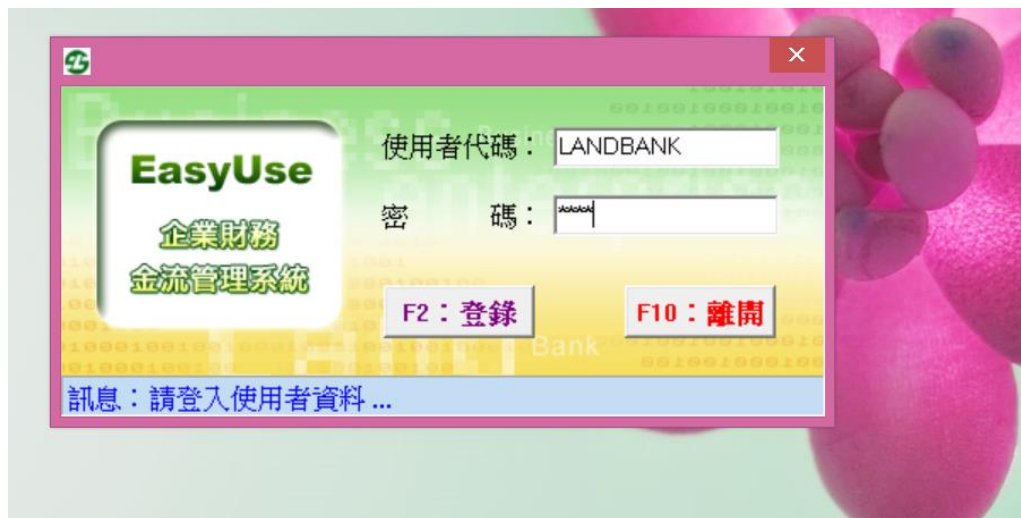 EasyUse
企業財務
金流管理系統
使用者代碼：LANDBANK
密 碼：****
F2：登錄
F10：離開
Bank
訊息：請登入使用者資料 ...